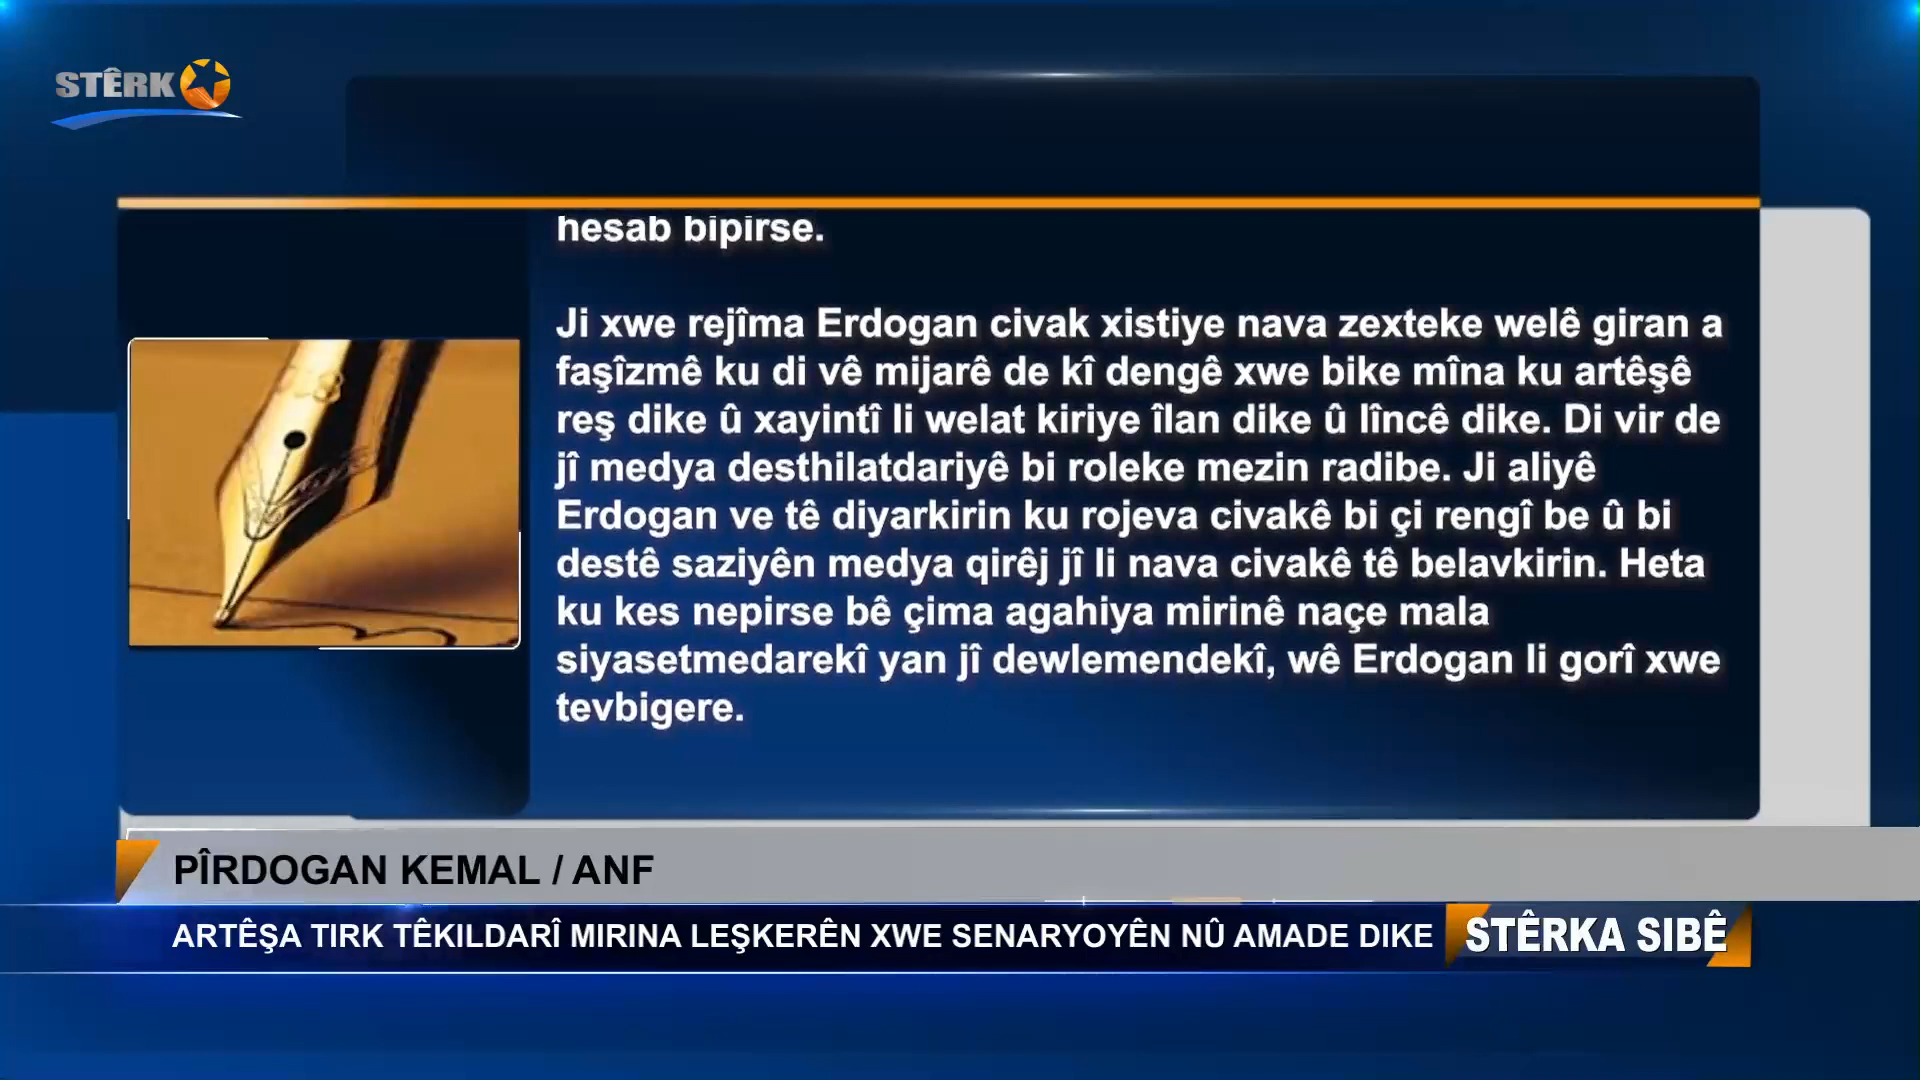 STÊRK
hesab bipirse.
Ji xwe rejîma Erdogan civak xistiye nava zexteke welê giran a
faşîzmê ku di vê mijarê de kî dengê xwe bike mîna ku artêşê
reş dike û xayintî li welat kiriye îlan dike û lîncê dike. Di vir de
jî medya desthilatdariyê bi roleke mezin radibe. Ji aliyê
Erdogan ve tê diyarkirin ku rojeva civakê bi çi rengî be û bi
destê saziyên medya qirêj jî li nava civakê tê belavkirin. Heta
ku kes nepirse bê çima agahiya mirinê naçe mala
siyasetmedarekî yan jî dewlemendekî, wê Erdogan li gorî xwe
tevbigere.
PÎRDOGAN KEMAL / ANF
ARTÊŞA TIRK TÊKILDARÎ MIRINA LEŞKERÊN XWE SENARYOYÊN NÛ AMADE DIKE
STÊRKA SIBÊ